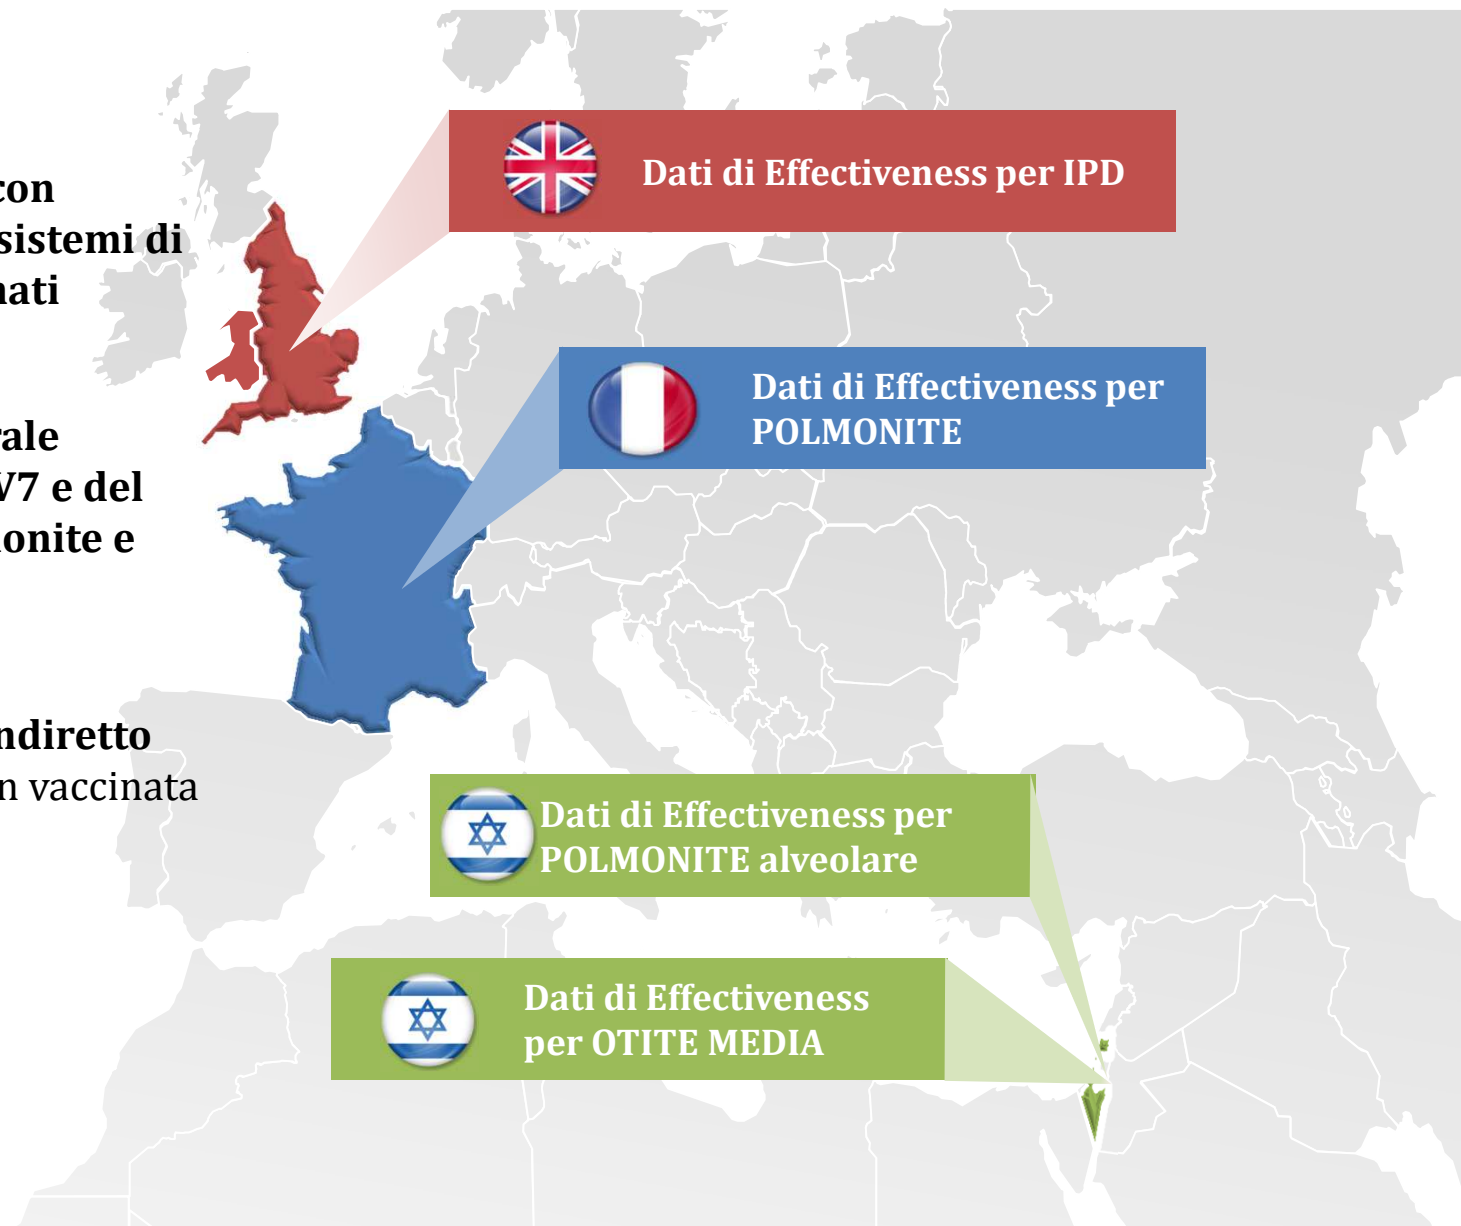 con
sistemi di
nati
rale
V7 e del
nonite e
ndiretto
n vaccinata
Dati di Effectiveness per IPD
Dati di Effectiveness per
POLMONITE
Dati di Effectiveness per
POLMONITE alveolare
Dati di Effectiveness
per OTITE MEDIA